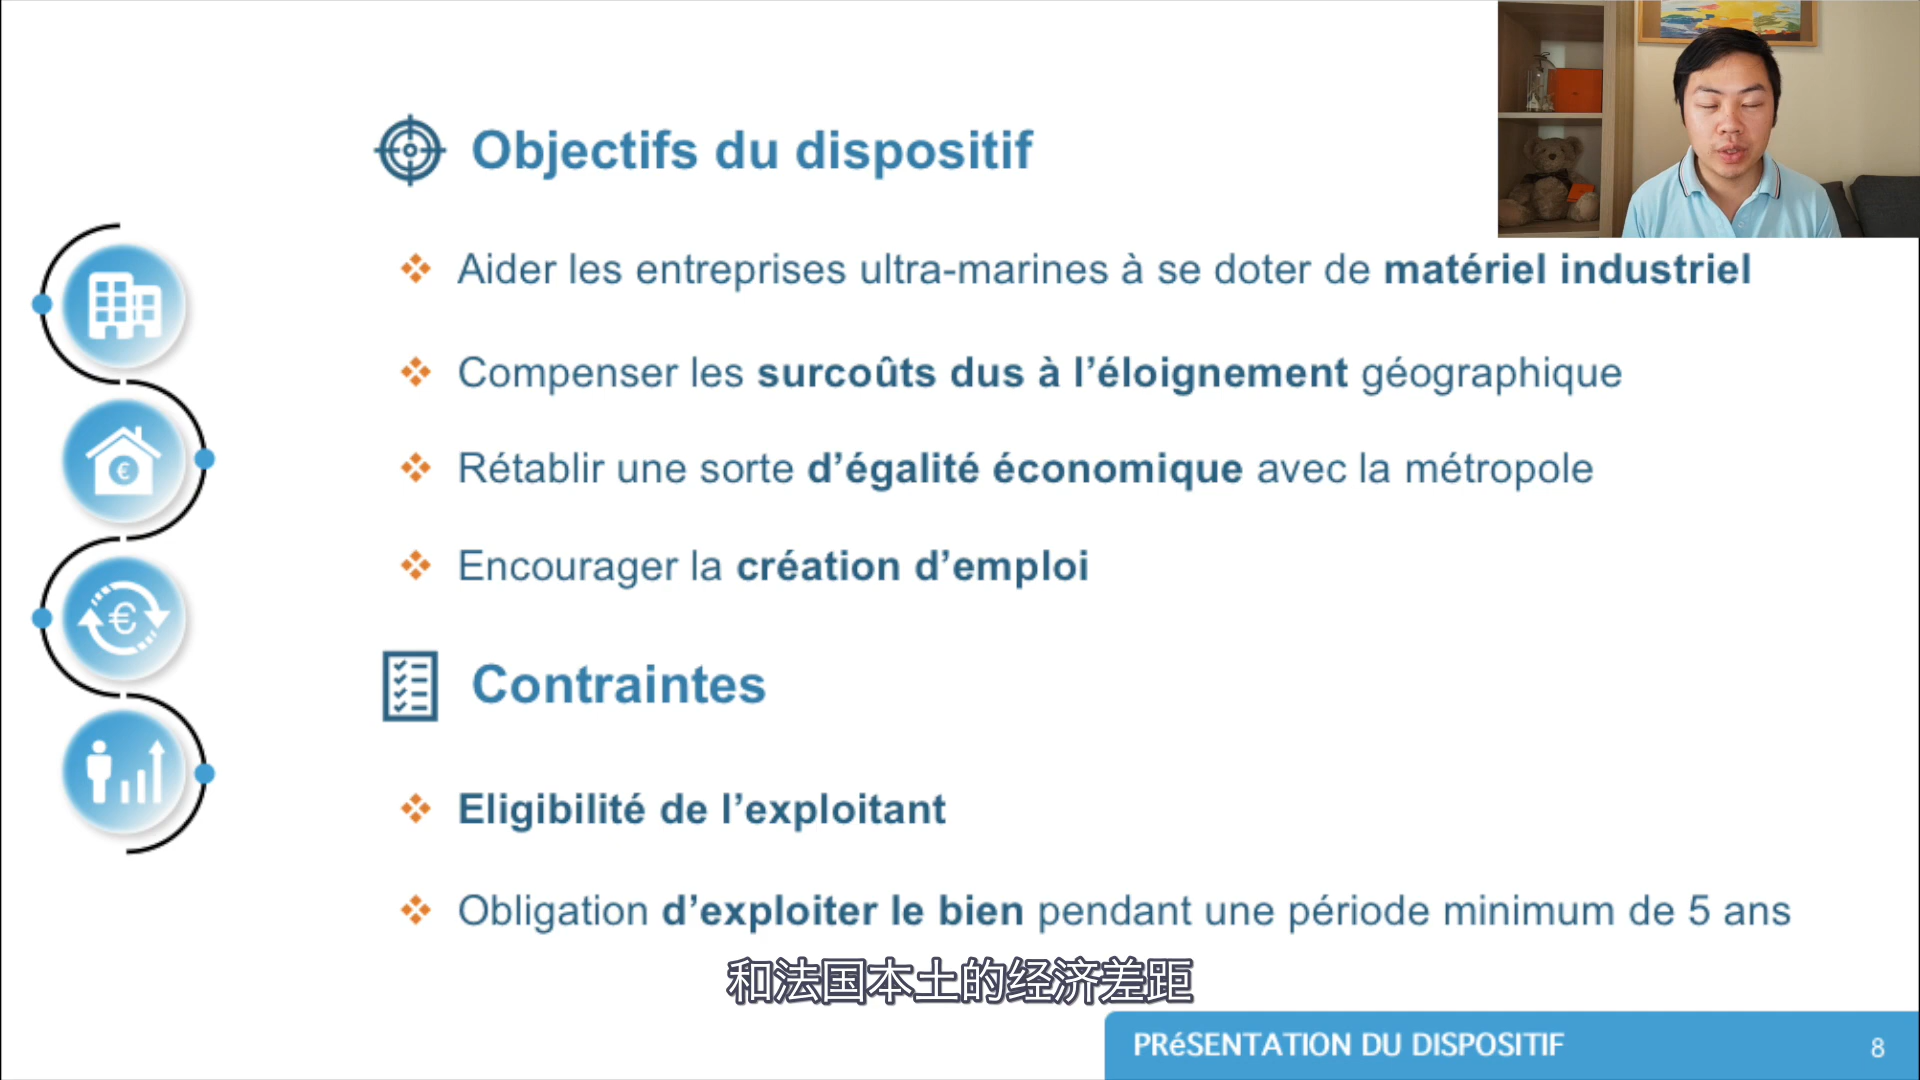 Objectifs du dispositif
Aider les entreprises ultra-marines à se doter de matériel industriel
Compenser les surcoûts dus à l’éloignement géographique
Rétablir une sorte d’égalité économique avec la métropole
Encourager la création d’emploi
Contraintes
Eligibilité de l’exploitant
Obligation d’exploiter le bien pendant une période minimum de 5 ans
和法国本土的经济差距
PRéSENTATION DU DISPOSITIF
8